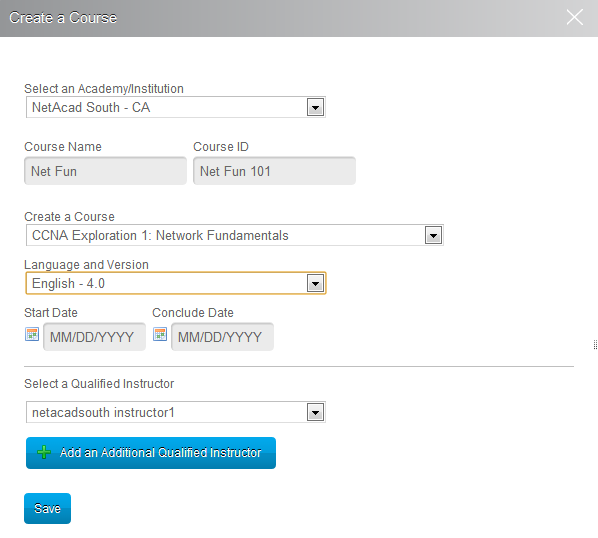 Create a Course
Select an Academy/Institution
NetAcad South - CA
Course Name Course ID
Net Fun Net Fun 101
Create a Course
CCNA Exploration 1: Network Fundamentals
Language and Version
English - 4.0
Start Date Conclude Date
MM/DD/YYYY MM/DD/YYYY
Select a Qualified Instructor
netacadsouth instructor1
Add an Additional Qualified Instructor
Save